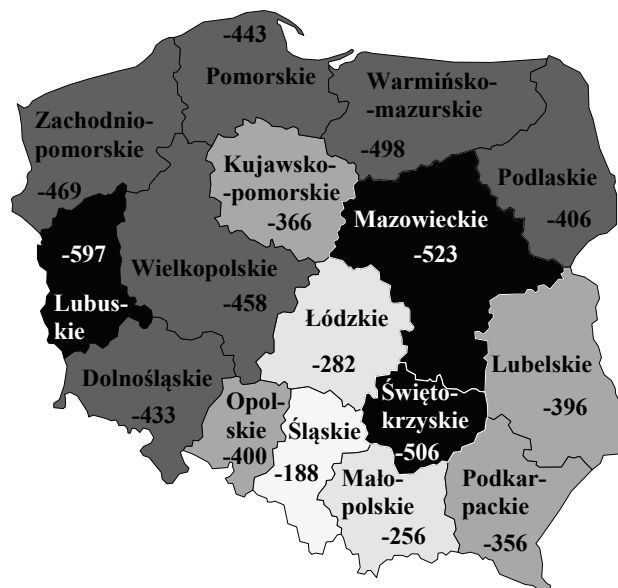 -443
Pomorskie
Warmińsko-
-mazurskie
-498
Zachodnio-
pomorskie
-469
Kujawsko-
-pomorskie
-366
Podlaskie
-406
Mazowieckie
-523
-597
Lubus-
kie
Wielkopolskie
-458
Łódzkie
-282
Lubelskie
-396
Dolnośląskie
-433
Opol-
skie
-400
Śląskie
-188
Święto-
krzyskie
-506
Mało-
polskie
-256
Podkar-
packie
-356